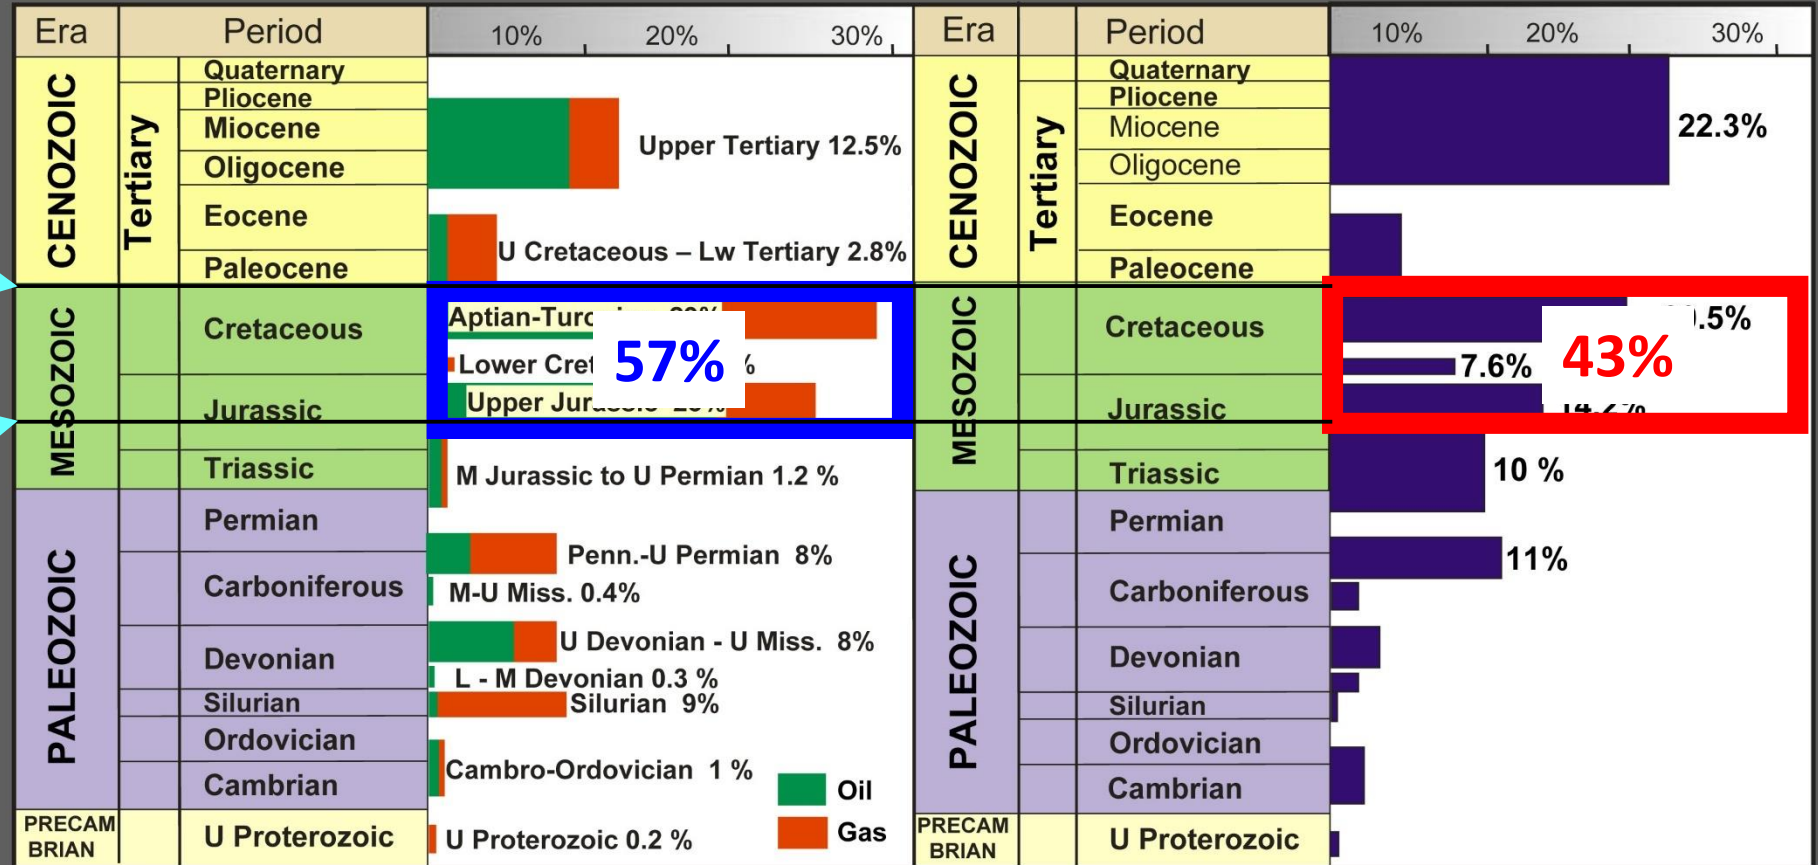 Era Period 10% 20% 30%
CENOZOIC
Tertiary
Quaternary
Pliocene
Miocene
Oligocene
Eocene
Paleocene
Upper Tertiary 12.5%
U Cretaceous – Lw Tertiary 2.8%
MESOZOIC
Cretaceous
Jurassic
Triassic
Lower
57%
Upper
M Jurassic to U Permian 1.2 %
PALEOZOIC
Permian
Carboniferous
Devonian
Silurian
Ordovician
Cambrian
Penn.-U Permian 8%
M-U Miss. 0.4%
U Devonian - U Miss. 8%
L - M Devonian 0.3 %
Silurian 9%
Cambro-Ordovician 1 %
Oil
Gas
PRECAM
BRIAN
U Proterozoic
U Proterozoic 0.2 %
Era Period 10% 20% 30%
CENOZOIC
Tertiary
Quaternary
Pliocene
Miocene
Oligocene
Eocene
Paleocene
22.3%
MESOZOIC
Cretaceous
Jurassic
Triassic
7.6%
43%
10 %
PALEOZOIC
Permian
Carboniferous
Devonian
Silurian
Ordovician
Cambrian
11%
PRECAM
BRIAN
U Proterozoic